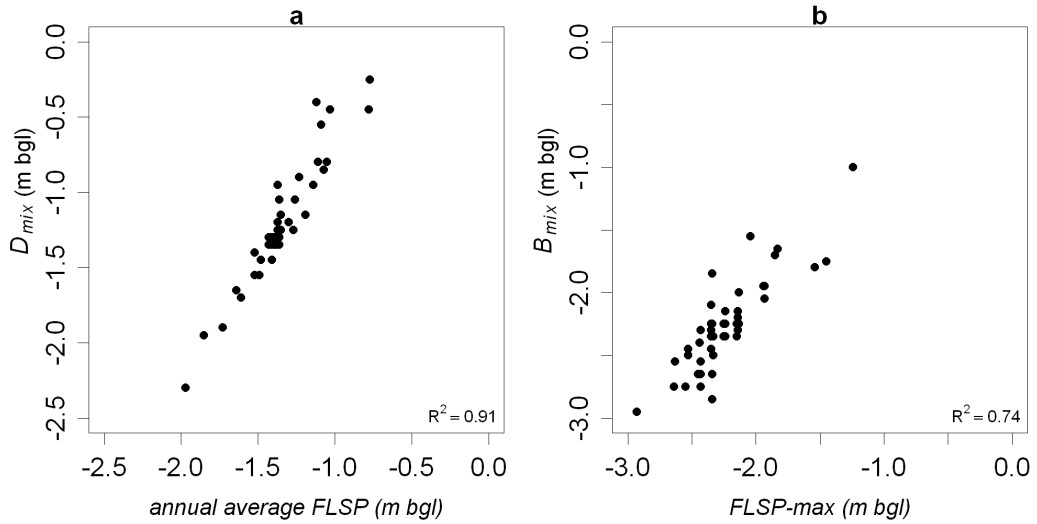 a
0.0
-0.5
-1.0
-1.5
-2.0
-2.5
D mix (m bgl)
R² = 0.91
-2.5 -2.0 -1.5 -1.0 -0.5 0.0
annual average FLSP (m bgl)
b
0.0
-1.0
-2.0
-3.0
B mix (m bgl)
R² = 0.74
-3.0 -2.0 -1.0 0.0
FLSP-max (m bgl)